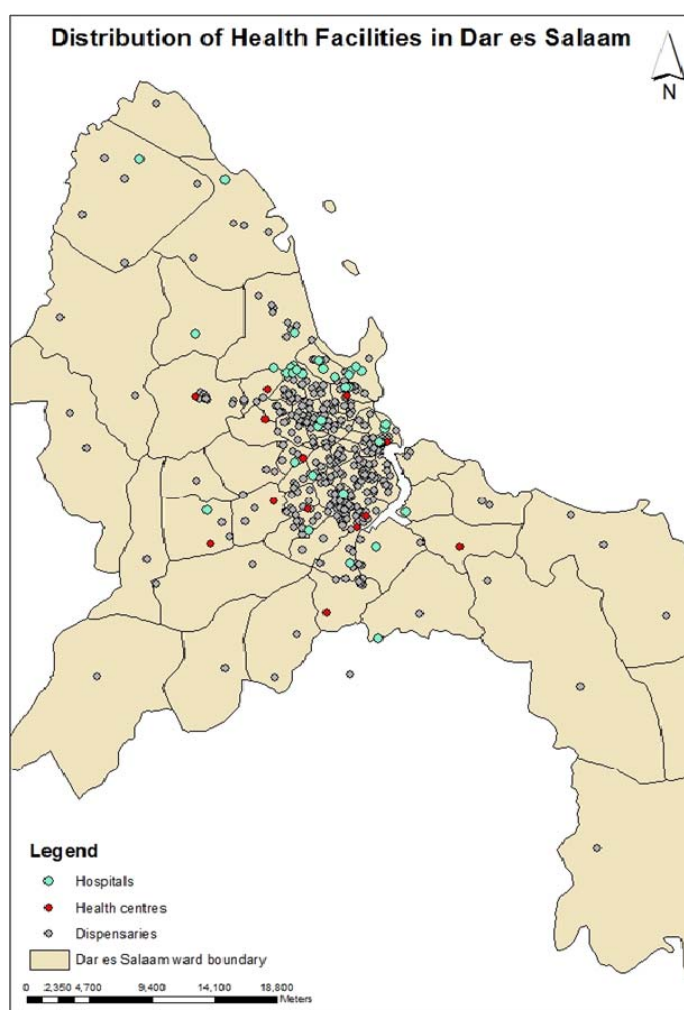 Distribution of Health Facilities in Dar es Salaam
N
Legend
Hospitalls
Health centres
Dispensaries
Dar es Salaam ward boundary
0 2,350 4,700 9,400 14,100 18,800
Meters